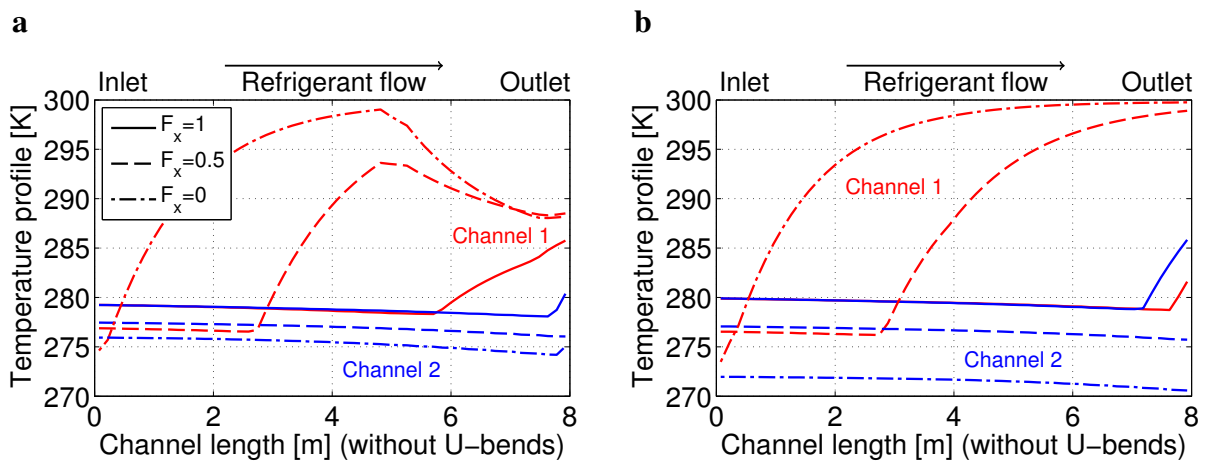 a
Inlet
Refrigerant flow
Outlet
Temperature profile [K]
300
295
290
285
280
275
270
F_x=1
F_x=0.5
F_x=0
Channel 1
Channel 2
0
2
4
6
8
Channel length [m] (without U−bends)
b
Inlet
Refrigerant flow
Outlet
Temperature profile [K]
300
295
290
285
280
275
270
Channel 1
Channel 2
0
2
4
6
8
Channel length [m] (without U−bends)